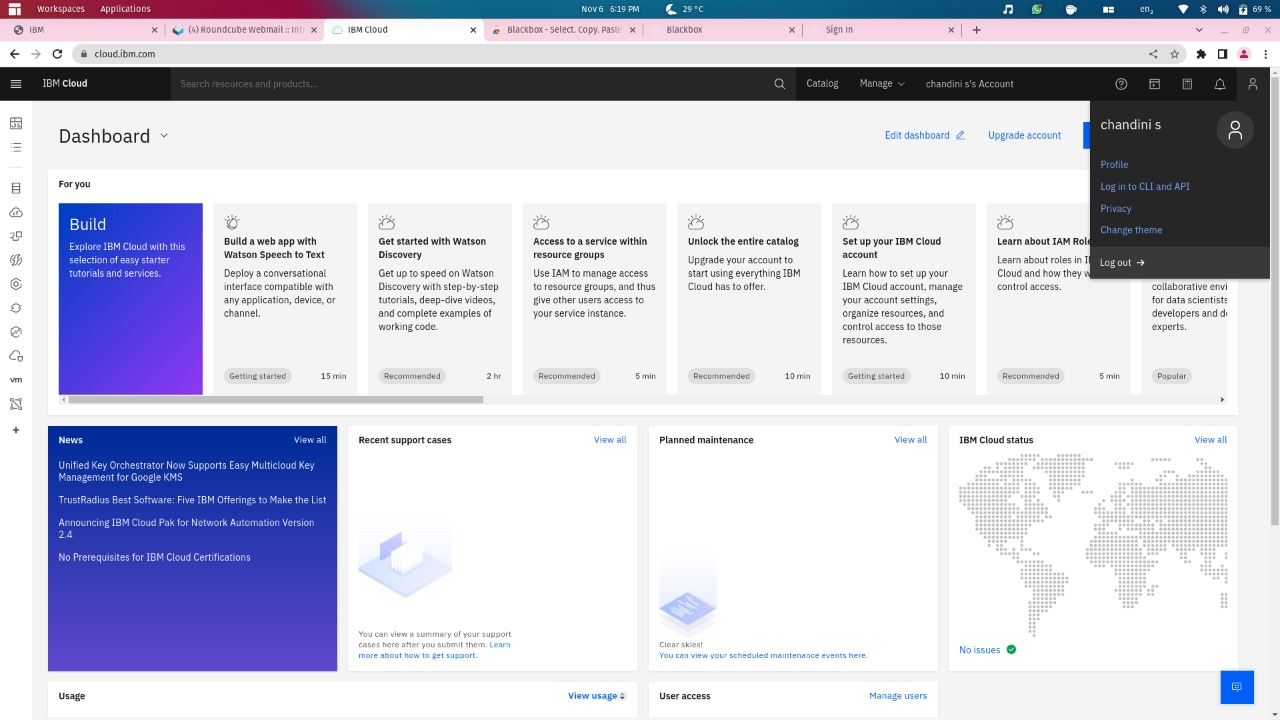 Workspaces Applications Nov 6 6:19 PM 29 °C en 69 %
IBM (4) Roundcube Webmail :: Inb IBM Cloud Blackbox - Select. Copy. Paste Blackbox Sign In
cloud.ibm.com
IBM Cloud Search resources and products... Catalog Manage chandini s's Account
Dashboard
Edit dashboard Upgrade account
chandini s
Profile
Log in to CLI and API
Privacy
Change theme
Log out
For you
Build
Explore IBM Cloud with this
selection of easy starter
tutorials and services.
Build a web app with
Watson Speech to Text
Deploy a conversational
interface compatible with
any application, device, or
channel.
Getting started 15 min
Get started with Watson
Discovery
Get up to speed on Watson
Discovery with step-by-step
tutorials, deep-dive videos,
and complete examples of
working code.
Recommended 2 hr
Access to a service within
resource groups
Use IAM to manage access
to resource groups, and thus
give other users access to
your service instance.
Recommended 5 min
Unlock the entire catalog
Upgrade your account to
start using everything IBM
Cloud has to offer.
Recommended 10 min
Set up your IBM Cloud
account
Learn how to set up your
IBM Cloud account, manage
your account settings,
organize resources, and
control access to those
resources.
Getting started 10 min
Learn about IAM Role
Learn about roles in I
Cloud and how they w
control access.
Recommended 5 min
collaborative envi
for data scientists
developers and do
experts.
Popular
News View all
Unified Key Orchestrator Now Supports Easy Multicloud Key
Management for Google KMS
TrustRadius Best Software: Five IBM Offerings to Make the List
Announcing IBM Cloud Pak for Network Automation Version
2.4
No Prerequisites for IBM Cloud Certifications
Recent support cases View all
You can view a summary of your support
cases here after you submit them. Learn
more about how to get support.
Planned maintenance View all
Clear skies!
You can view your scheduled maintenance events here.
IBM Cloud status View all
No issues
vm
Usage View usage
User access Manage users